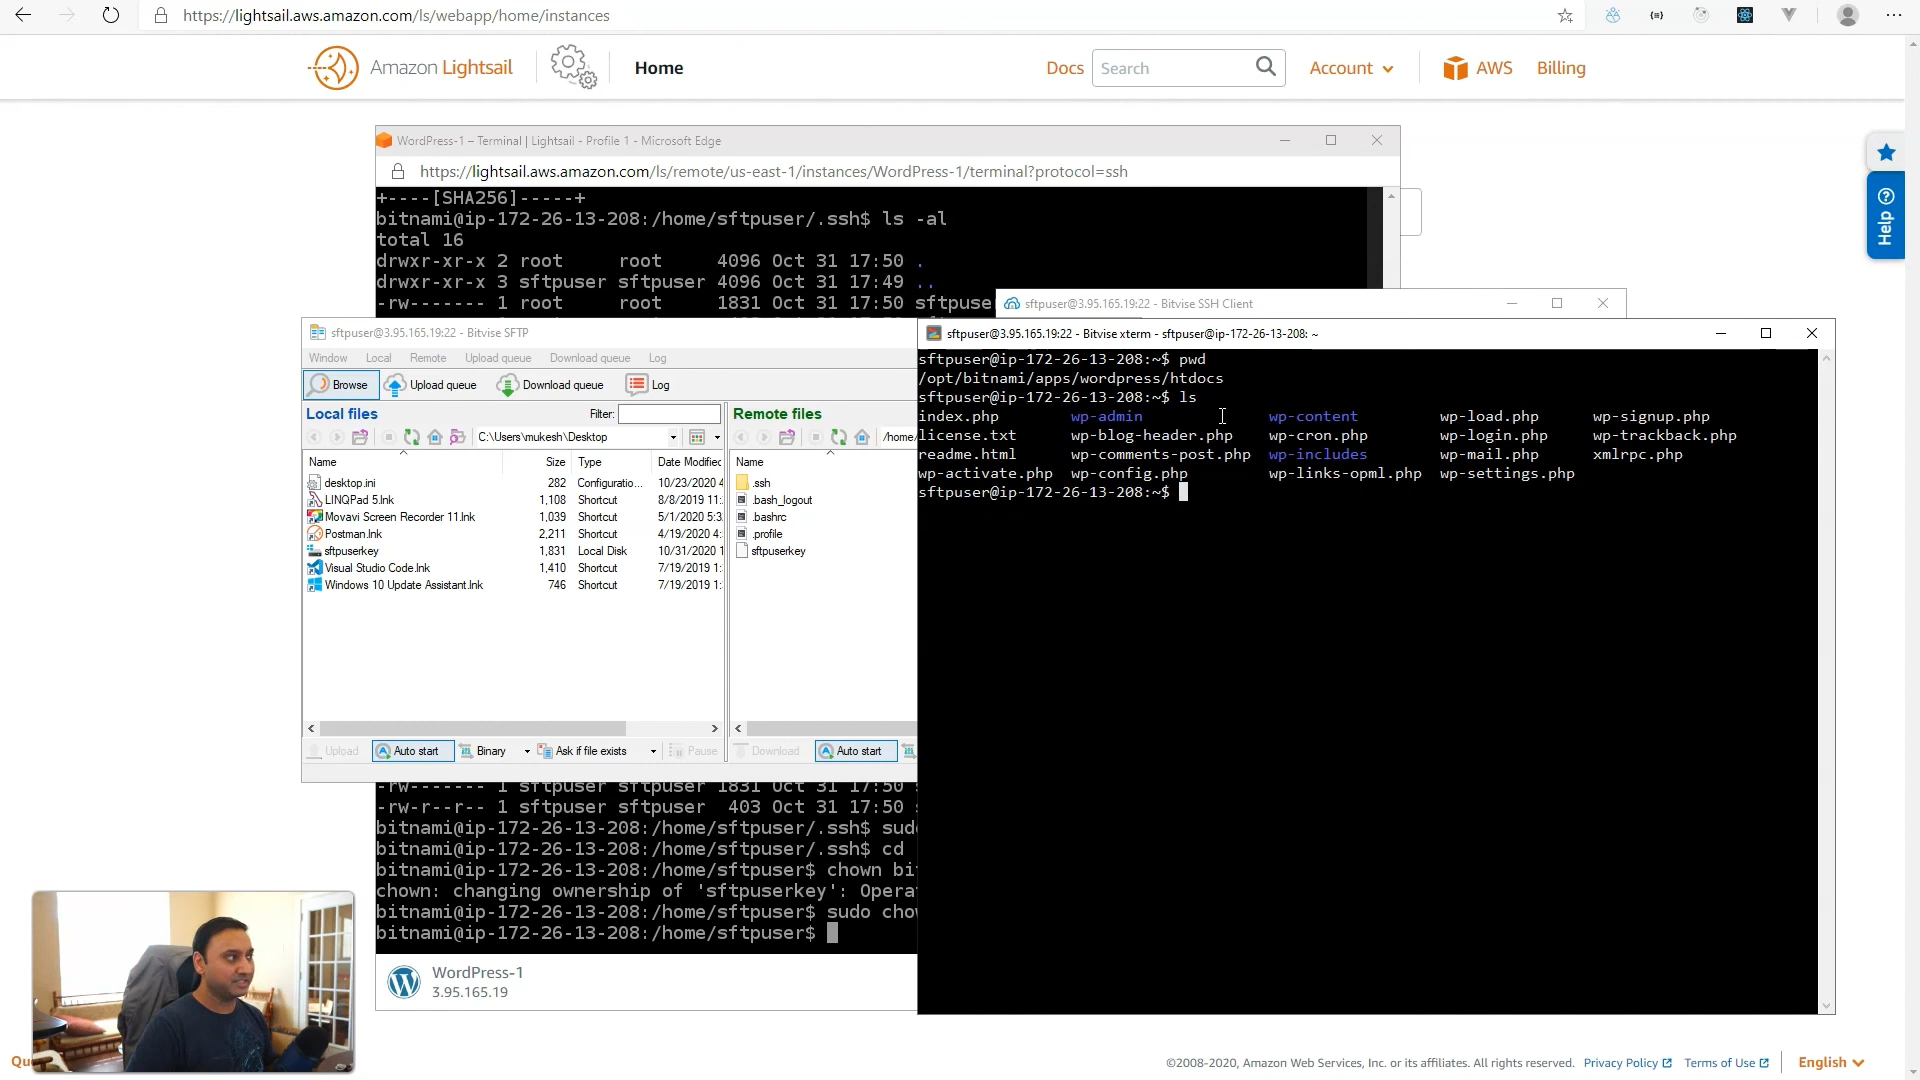 https://lightsail.aws.amazon.com/ls/webapp/home/instances
Amazon Lightsail
Home
Docs
Search
Account
AWS
Billing
WordPress-1 – Terminal | Lightsail - Profile 1 - Microsoft Edge
https://lightsail.aws.amazon.com/ls/remote/us-east-1/instances/WordPress-1/terminal?protocol=ssh
Help
+----[SHA256]-----+
bitnami@ip-172-26-13-208:/home/sftpuser/.ssh$ ls -al
total 16
drwxr-xr-x 2 root     root     4096 Oct 31 17:50 .
drwxr-xr-x 3 sftpuser sftpuser 4096 Oct 31 17:49 ..
-rw------- 1 root     root     1831 Oct 31 17:50 sftpuse
sftpuser@3.95.165.19:22 - Bitvise SSH Client
sftpuser@3.95.165.19:22 - Bitvise SFTP
Window Local Remote Upload queue Download queue Log
Browse Upload queue Download queue Log
Local files
Filter:
C:\Users\mukesh\Desktop
Name Size Type Date Modified
desktop.ini 282 Configuratio... 10/23/2020 4
LINQPad 5.lnk 1,108 Shortcut 8/8/2019 11:
Movavi Screen Recorder 11.lnk 1,039 Shortcut 5/1/2020 5:3
Postman.lnk 2,211 Shortcut 4/19/2020 4:
sftpuserkey 1,831 Local Disk 10/31/2020 1
Visual Studio Code.lnk 1,410 Shortcut 7/19/2019 1:
Windows 10 Update Assistant.lnk 746 Shortcut 7/19/2019 1:
Upload Auto start Binary Ask if file exists Pause
Remote files
/home/
Name
.ssh
.bash_logout
.bashrc
.profile
sftpuserkey
Download Auto start
sftpuser@3.95.165.19:22 - Bitvise xterm - sftpuser@ip-172-26-13-208: ~
sftpuser@ip-172-26-13-208:~$ pwd
/opt/bitnami/apps/wordpress/htdocs
sftpuser@ip-172-26-13-208:~$ ls
index.php wp-admin wp-content wp-load.php wp-signup.php
license.txt wp-blog-header.php wp-cron.php wp-login.php wp-trackback.php
readme.html wp-comments-post.php wp-includes wp-mail.php xmlrpc.php
wp-activate.php wp-config.php wp-links-opml.php wp-settings.php
sftpuser@ip-172-26-13-208:~$
-rw------- 1 sftpuser sftpuser 1831 Oct 31 17:50 s
-rw-r--r-- 1 sftpuser sftpuser  403 Oct 31 17:50 s
bitnami@ip-172-26-13-208:/home/sftpuser/.ssh$ sudo
bitnami@ip-172-26-13-208:/home/sftpuser/.ssh$ cd
bitnami@ip-172-26-13-208:/home/sftpuser$ chown bit
chown: changing ownership of 'sftpuserkey': Opera
bitnami@ip-172-26-13-208:/home/sftpuser$ sudo chow
bitnami@ip-172-26-13-208:/home/sftpuser$
WordPress-1
3.95.165.19
Qu
©2008-2020, Amazon Web Services, Inc. or its affiliates. All rights reserved. Privacy Policy Terms of Use English